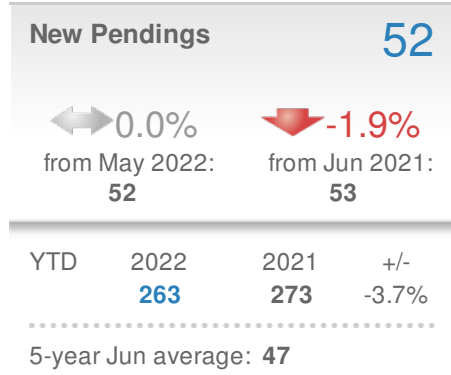 New Pendings 52
0.0% -1.9%
from May 2022: from Jun 2021:
52 53
YTD 2022 2021 +/-
263 273 -3.7%
5-year Jun average: 47